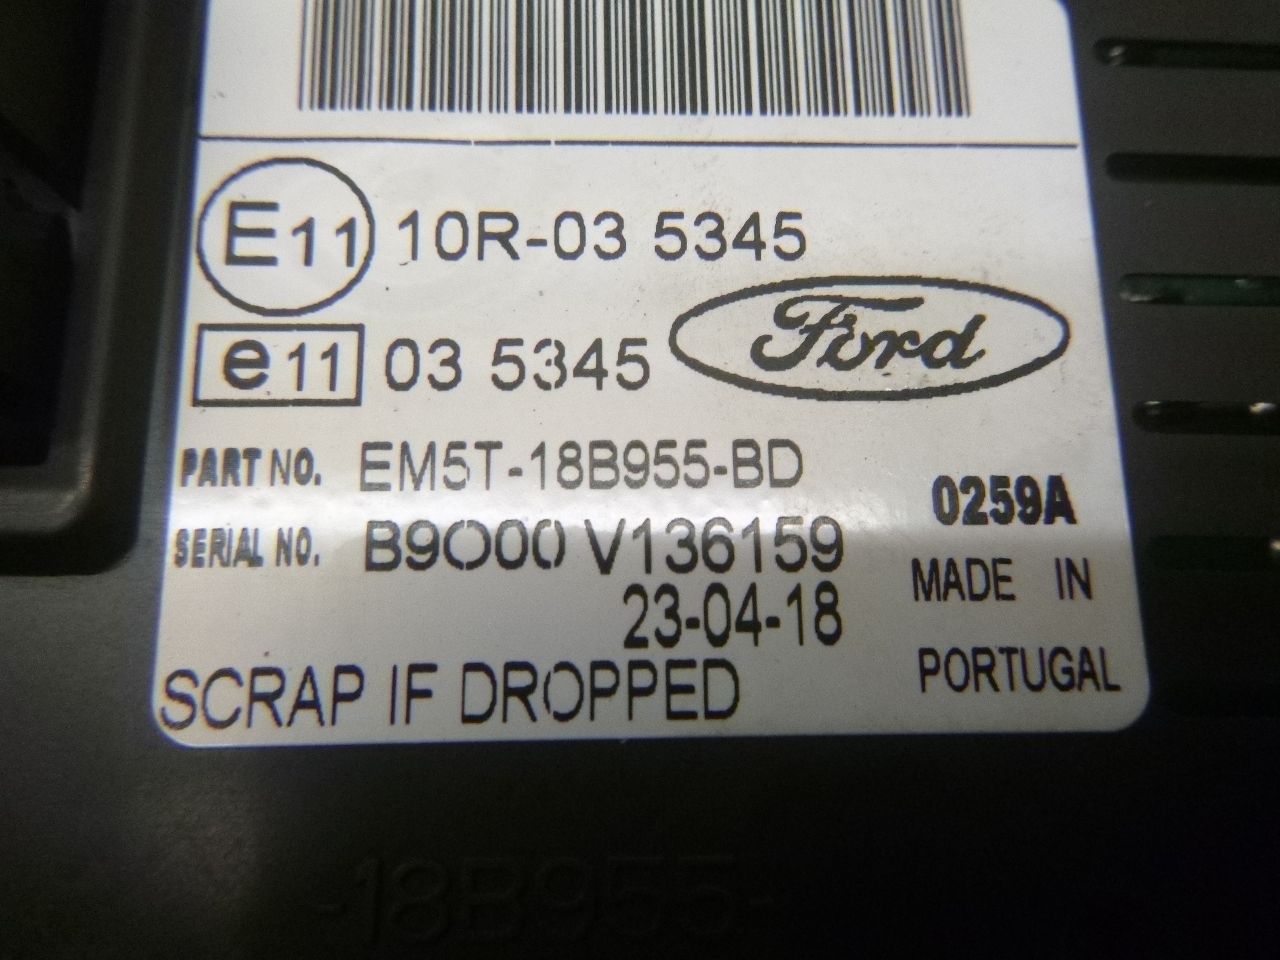 E11 10R-03 5345
Ford
e11 03 5345
PART NO. EM5T-18B955-BD
0259A
SERIAL NO. B9O00 V136159
MADE IN
23-04-18
PORTUGAL
SCRAP IF DROPPED
-18B955-